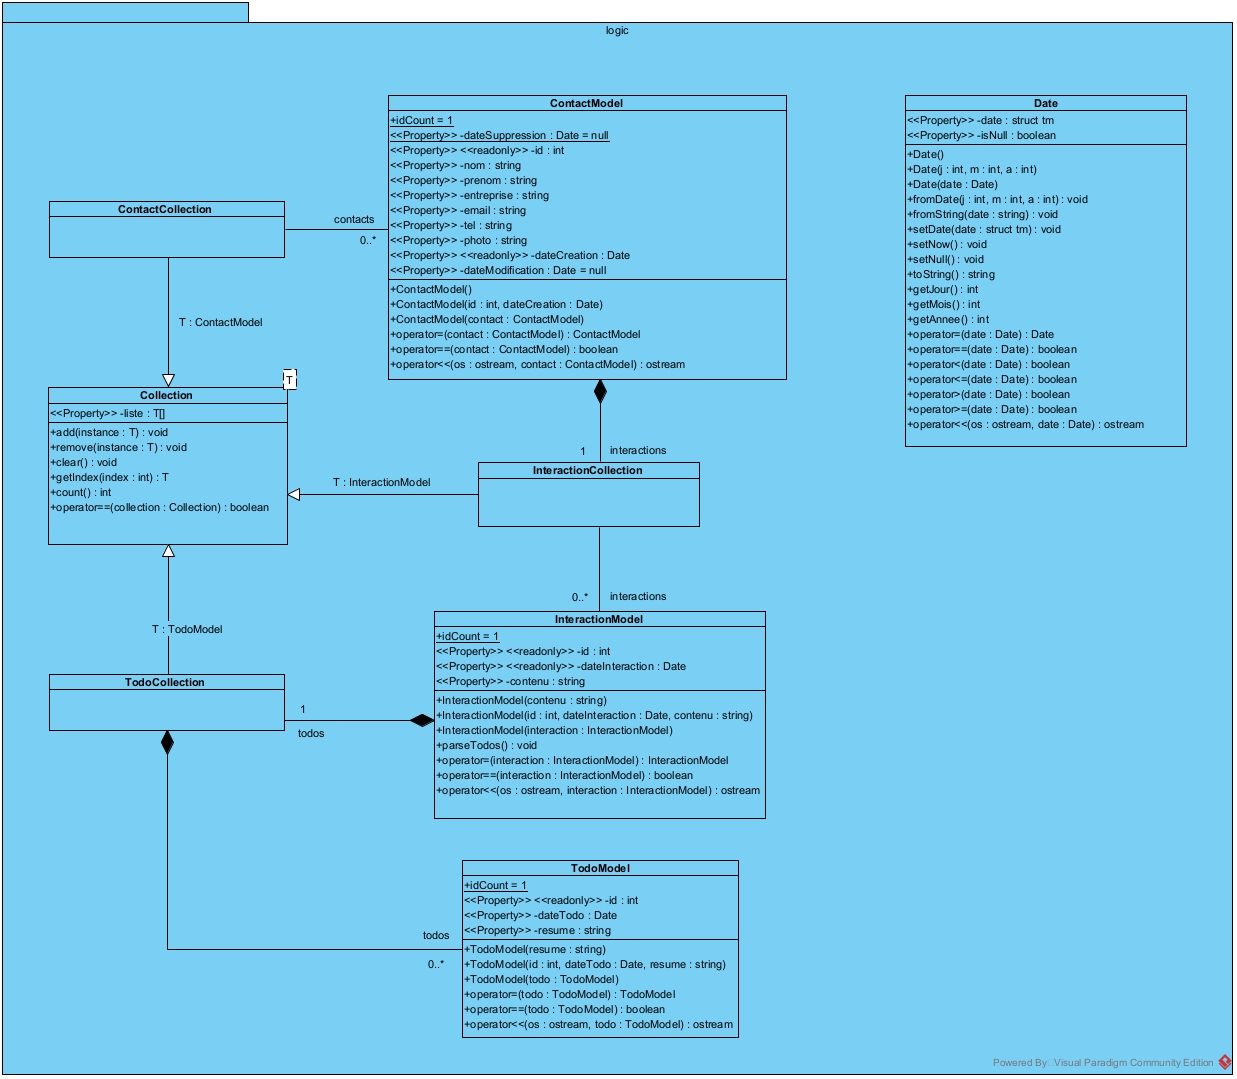 logic
ContactModel
+idCount = 1
<<Property>> -dateSuppression : Date = null
<<Property>> <<readonly>> -id : int
<<Property>> -nom : string
<<Property>> -prenom : string
<<Property>> -entreprise : string
<<Property>> -email : string
<<Property>> -tel : string
<<Property>> -photo : string
<<Property>> <<readonly>> -dateCreation : Date
<<Property>> -dateModification : Date = null
+ContactModel()
+ContactModel(id : int, dateCreation : Date)
+ContactModel(contact : ContactModel)
+operator=(contact : ContactModel) : ContactModel
+operator==(contact : ContactModel) : boolean
+operator<<(os : ostream, contact : ContactModel) : ostream
Date
<<Property>> -date : struct tm
<<Property>> -isNull : boolean
+Date()
+Date(j : int, m : int, a : int)
+Date(date : Date)
+fromDate(j : int, m : int, a : int) : void
+fromString(date : string) : void
+setDate(date : struct tm) : void
+setNow() : void
+setNull() : void
+toString() : string
+getJour() : int
+getMois() : int
+getAnnee() : int
+operator=(date : Date) : Date
+operator==(date : Date) : boolean
+operator<(date : Date) : boolean
+operator<=(date : Date) : boolean
+operator>(date : Date) : boolean
+operator>=(date : Date) : boolean
+operator<<(os : ostream, date : Date) : ostream
ContactCollection
contacts
0..*
T : ContactModel
T
Collection
<<Property>> -liste : T[]
+add(instance : T) : void
+remove(instance : T) : void
+clear() : void
+getIndex(index : int) : T
+count() : int
+operator==(collection : Collection) : boolean
1
interactions
InteractionCollection
T : InteractionModel
0..*
interactions
InteractionModel
+idCount = 1
<<Property>> <<readonly>> -id : int
<<Property>> <<readonly>> -dateInteraction : Date
<<Property>> -contenu : string
+InteractionModel(contenu : string)
+InteractionModel(id : int, dateInteraction : Date, contenu : string)
+InteractionModel(interaction : InteractionModel)
+parseTodos() : void
+operator=(interaction : InteractionModel) : InteractionModel
+operator==(interaction : InteractionModel) : boolean
+operator<<(os : ostream, interaction : InteractionModel) : ostream
T : TodoModel
TodoCollection
1
todos
todos
0..*
TodoModel
+idCount = 1
<<Property>> <<readonly>> -id : int
<<Property>> -dateTodo : Date
<<Property>> -resume : string
+TodoModel(resume : string)
+TodoModel(id : int, dateTodo : Date, resume : string)
+TodoModel(todo : TodoModel)
+operator=(todo : TodoModel) : TodoModel
+operator==(todo : TodoModel) : boolean
+operator<<(os : ostream, todo : TodoModel) : ostream
Powered By Visual Paradigm Community Edition